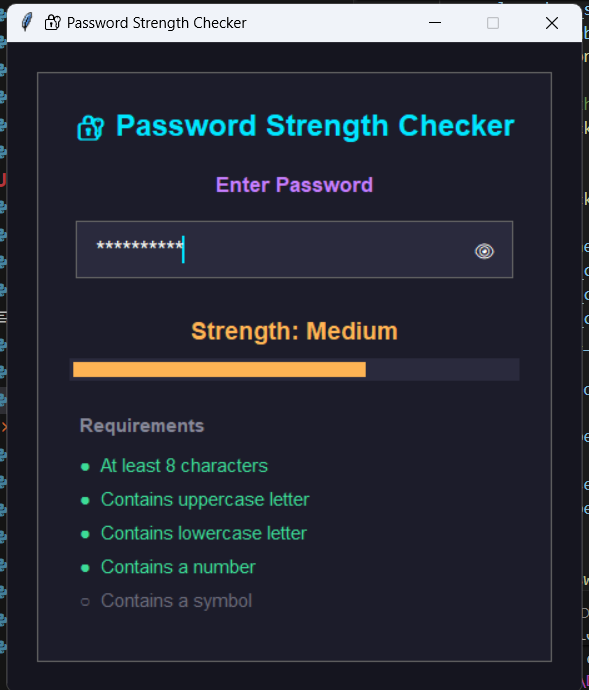 Password Strength Checker
Password Strength Checker
Enter Password
**********
Strength: Medium
Requirements
● At least 8 characters
● Contains uppercase letter
● Contains lowercase letter
● Contains a number
○ Contains a symbol